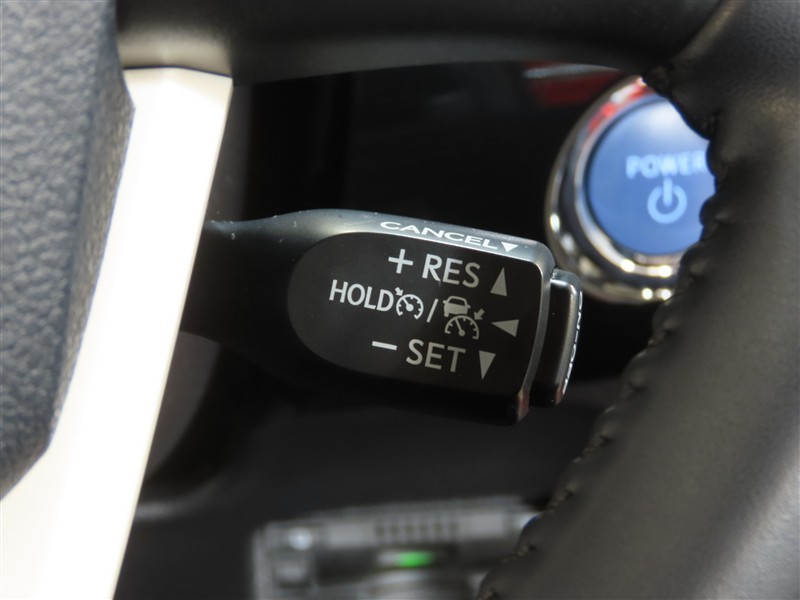 CANCEL
+ RES
HOLD /
− SET
POWER